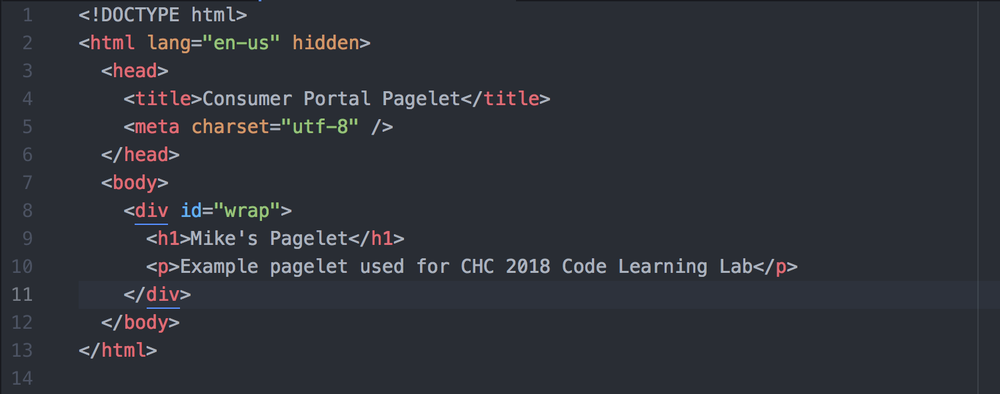 1 <!DOCTYPE html>
2 <html lang="en-us" hidden>
3 <head>
4 <title>Consumer Portal Pagelet</title>
5 <meta charset="utf-8" />
6 </head>
7 <body>
8 <div id="wrap">
9 <h1>Mike's Pagelet</h1>
10 <p>Example pagelet used for CHC 2018 Code Learning Lab</p>
11 </div>
12 </body>
13 </html>
14